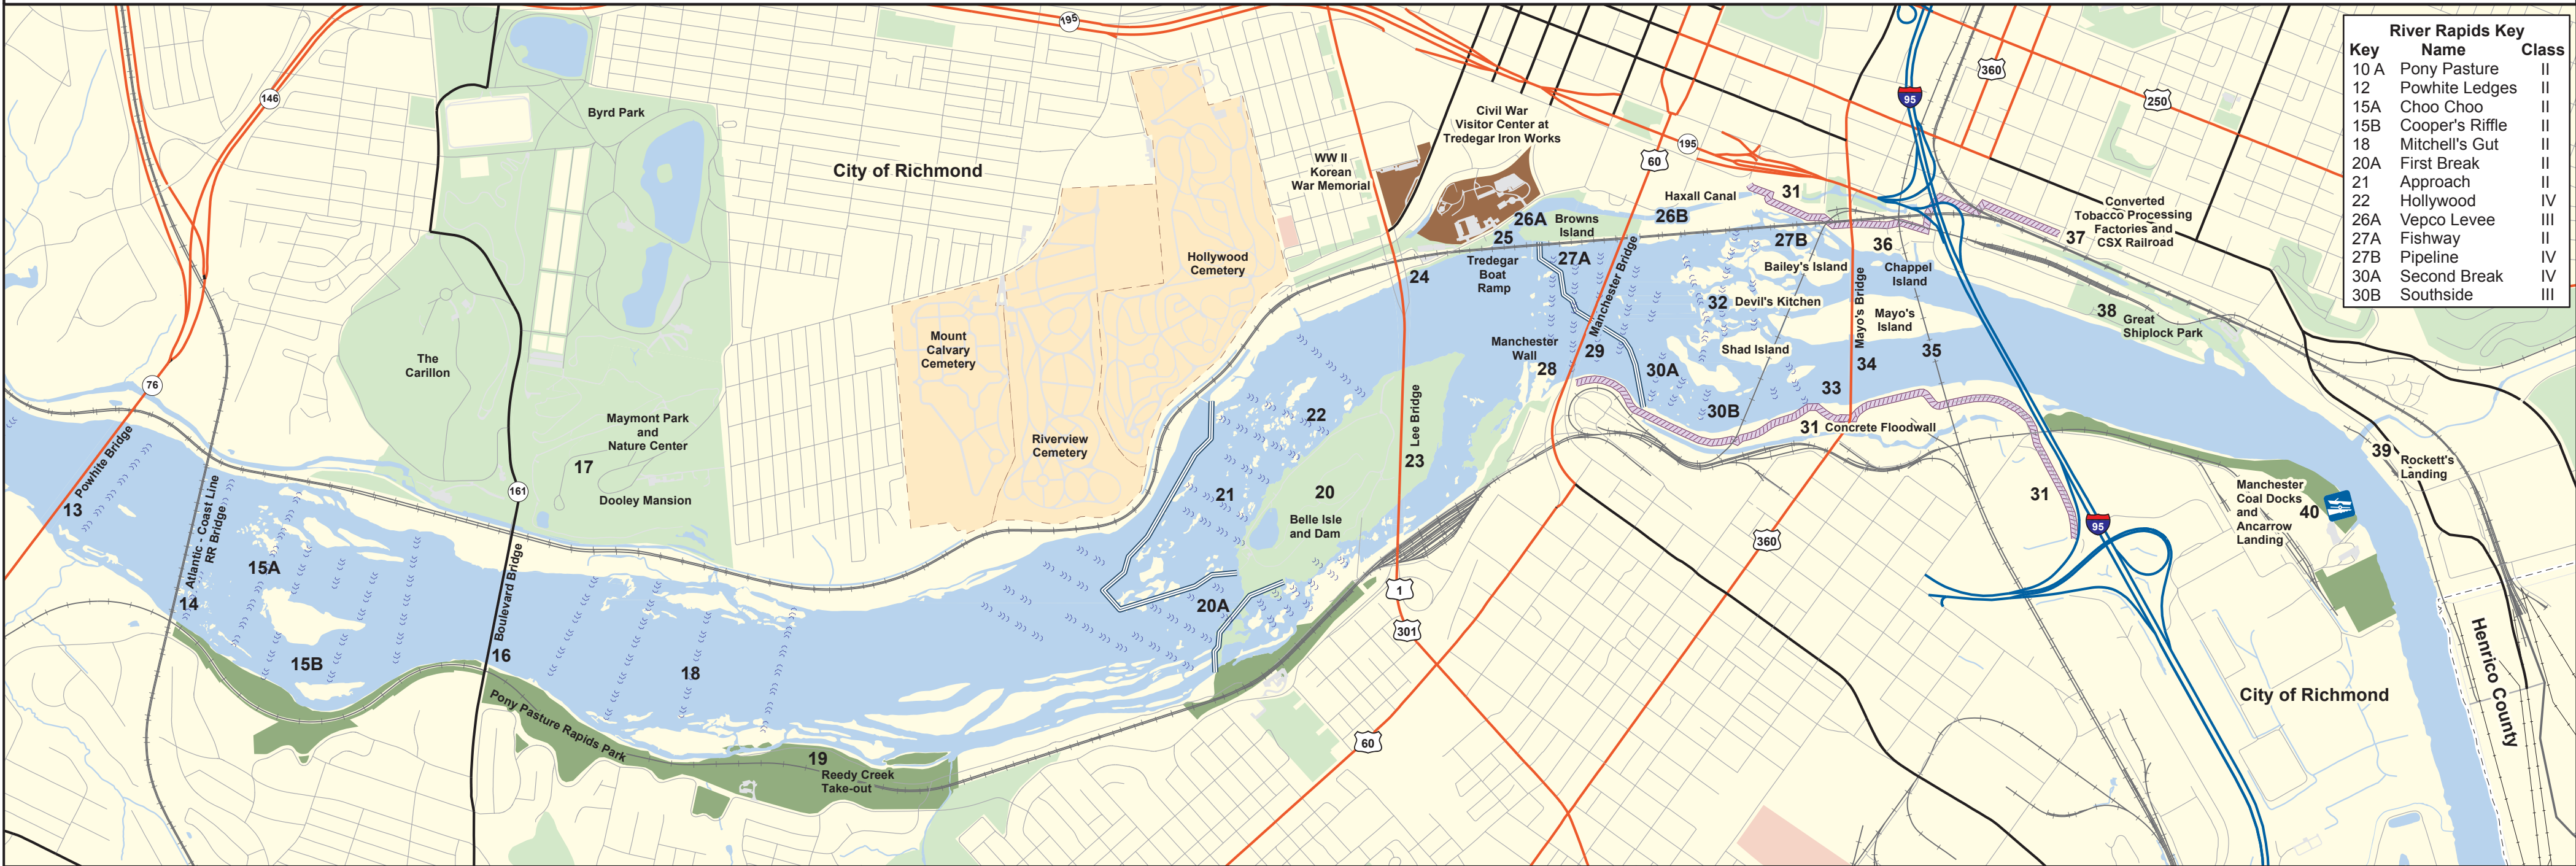 195
146
Byrd Park
City of Richmond
WW II
Korean
War Memorial
Civil War
Visitor Center at
Tredegar Iron Works
60
195
95
360
250
River Rapids Key
Key Name Class
10 A Pony Pasture II
12 Powhite Ledges II
15A Choo Choo II
15B Cooper's Riffle II
18 Mitchell's Gut II
20A First Break II
21 Approach II
22 Hollywood IV
26A Vepco Levee III
27A Fishway II
27B Pipeline IV
30A Second Break IV
30B Southside III
Haxall Canal
31
26A
Browns
Island
26B
25
Converted
Tobacco Processing
Factories and
CSX Railroad
37
36
27B
27A
Tredegar
Boat
Ramp
24
Hollywood
Cemetery
Manchester Bridge
Bailey's Island
Chappel
Island
32
Devil's Kitchen
Mayo's Bridge
Mayo's
Island
38
Great
Shiplock Park
Mount
Calvary
Cemetery
The
Carillon
76
Manchester
Wall
28
29
Shad Island
35
34
30A
33
30B
31
Concrete Floodwall
22
Lee Bridge
23
Maymont Park
and
Nature Center
17
Dooley Mansion
161
Riverview
Cemetery
21
20
Belle Isle
and Dam
Powhite Bridge
13
Atlantic - Coast Line
RR Bridge
14
15A
15B
Boulevard Bridge
16
18
20A
1
301
360
60
31
95
39
Rockett's
Landing
Manchester
Coal Docks
and
Ancarrow
Landing
40
Henrico County
City of Richmond
Pony Pasture Rapids Park
19
Reedy Creek
Take-out